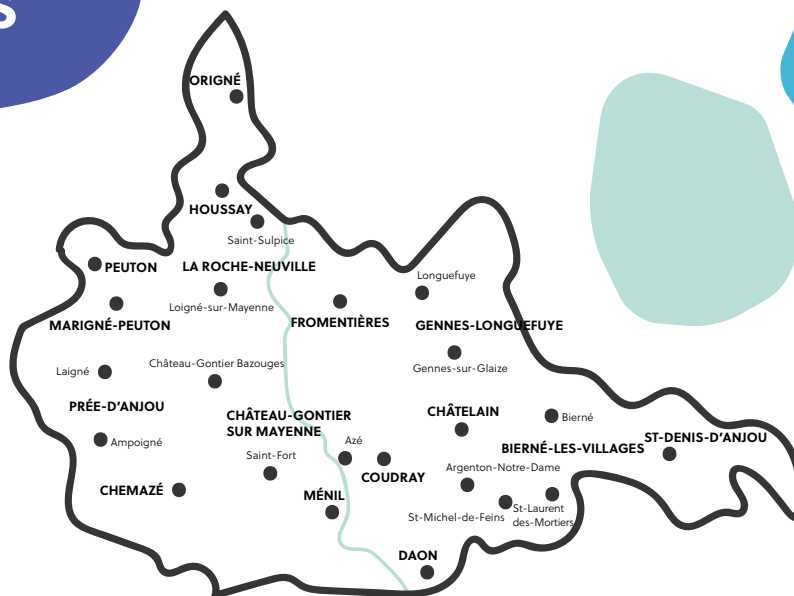 S
ORIGNÉ
HOUSSAY
Saint-Sulpice
PEUTON
LA ROCHE-NEUVILLE
Longuefuye
Loigné-sur-Mayenne
MARIGNÉ-PEUTON
FROMENTIÈRES
GENNES-LONGUEFUYE
Laigné
Château-Gontier Bazouges
Gennes-sur-Glaize
PRÉE-D'ANJOU
CHÂTEAU-GONTIER
SUR MAYENNE
CHÂTELAIN
Bierné
Ampoigné
Azé
BIERNÉ-LES-VILLAGES
ST-DENIS-D'ANJOU
Saint-Fort
COUDRAY
Argenton-Notre-Dame
CHEMAZÉ
MÉNIL
St-Michel-de-Feins
St-Laurent
des-Mortiers
DAON